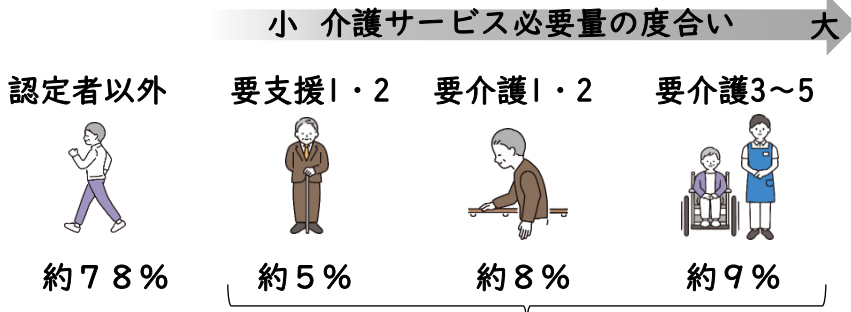 小 介護サービス必要量の度合い 大
認定者以外 要支援1・2 要介護1・2 要介護3~5
約78% 約5% 約8% 約9%